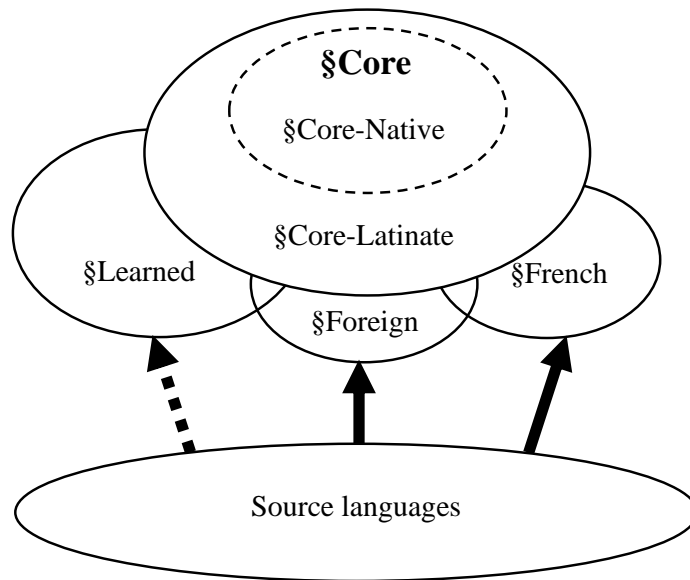 §Core
§Core-Native
§Core-Latinate
§Learned
§French
§Foreign
Source languages